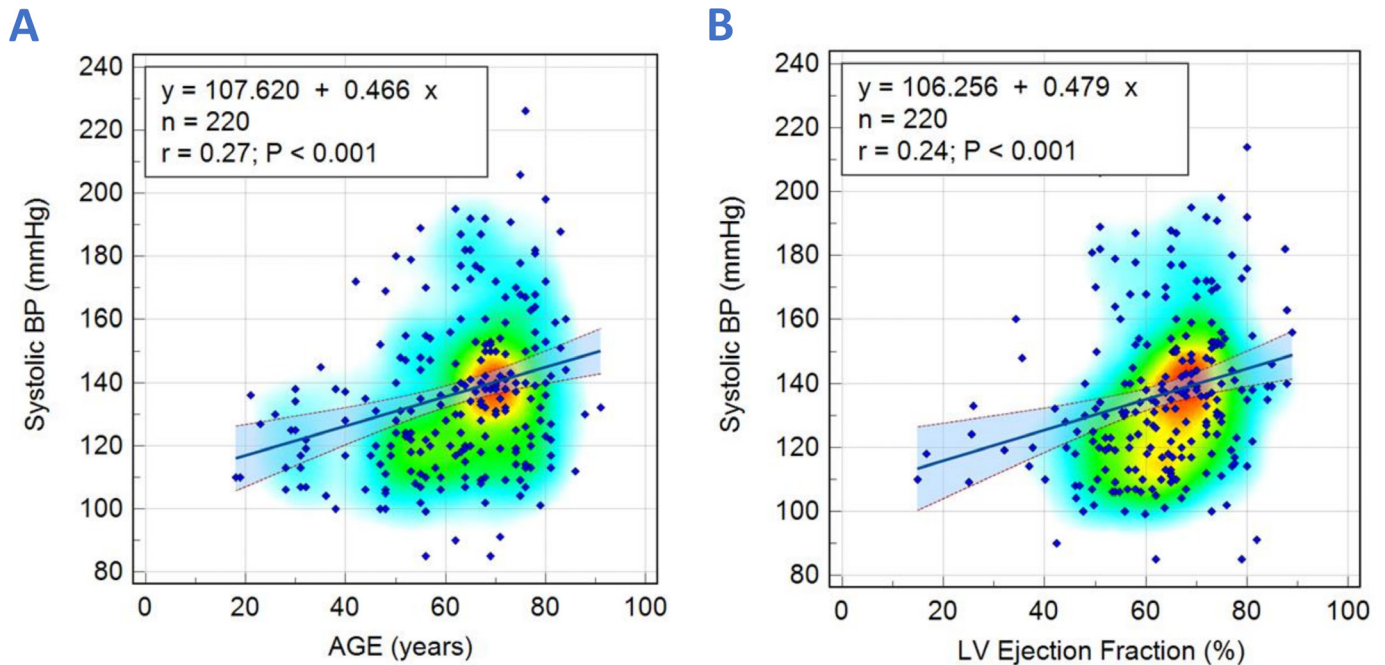 A
y = 107.620 + 0.466 x
n = 220
r = 0.27; P < 0.001
240
220
200
180
160
140
120
100
80
Systolic BP (mmHg)
0 20 40 60 80 100
AGE (years)
B
y = 106.256 + 0.479 x
n = 220
r = 0.24; P < 0.001
240
220
200
180
160
140
120
100
80
Systolic BP (mmHg)
0 20 40 60 80 100
LV Ejection Fraction (%)